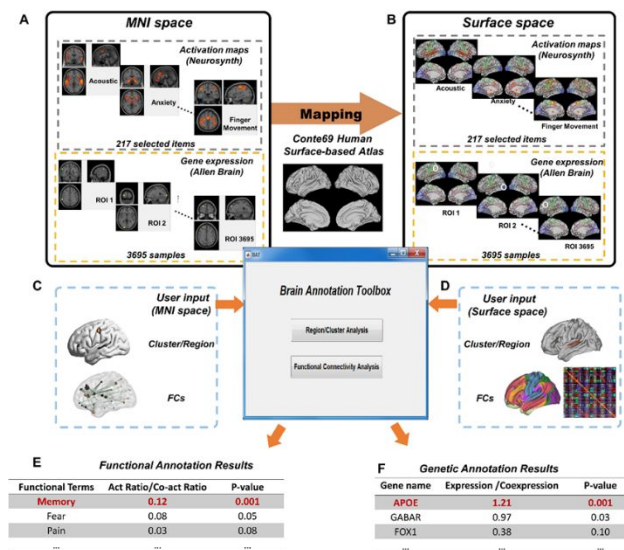 A
MNI space
Activation maps
(Neurosynth)
Acoustic
Anxiety
Finger
Movement
217 selected items
Gene expression
(Allen Brain)
ROI 1
ROI 2
ROI 3695
3695 samples
Mapping
Conte69 Human
Surface-based Atlas
B
Surface space
Activation maps
(Neurosynth)
Acoustic
Anxiety
Finger Movement
217 selected items
Gene expression
(Allen Brain)
ROI 1
ROI 2
ROI 3695
3695 samples
C
User input
(MNI space)
Cluster/Region
FCs
BAT
Brain Annotation Toolbox
Region/Cluster Analysis
Functional Connectivity Analysis
D
User input
(Surface space)
Cluster/Region
FCs
E
Functional Annotation Results
Functional Terms Act Ratio/Co-act Ratio P-value
Memory 0.12 0.001
Fear 0.08 0.05
Pain 0.03 0.08
... ... ...
F
Genetic Annotation Results
Gene name Expression /Coexpression P-value
APOE 1.21 0.001
GABAR 0.97 0.03
FOX1 0.38 0.10
... ... ...